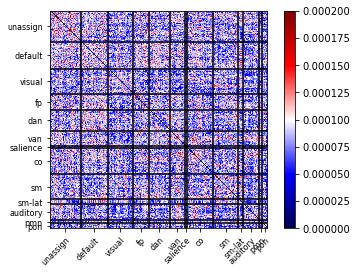 unassign
default
visual
fp
dan
van
salience
co
sm
sm-lat
auditory
pmn
pon
unassign
default
visual
fp
dan
van
salience
co
sm
sm-lat
auditory
pmn
pon
0.000200
0.000175
0.000150
0.000125
0.000100
0.000075
0.000050
0.000025
0.000000